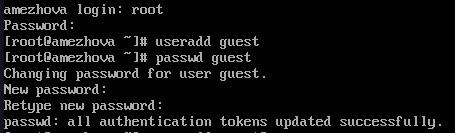 amezhova login: root
Password:
[root@amezhova ~]# useradd guest
[root@amezhova ~]# passwd guest
Changing password for user guest.
New password:
Retype new password:
passwd: all authentication tokens updated successfully.